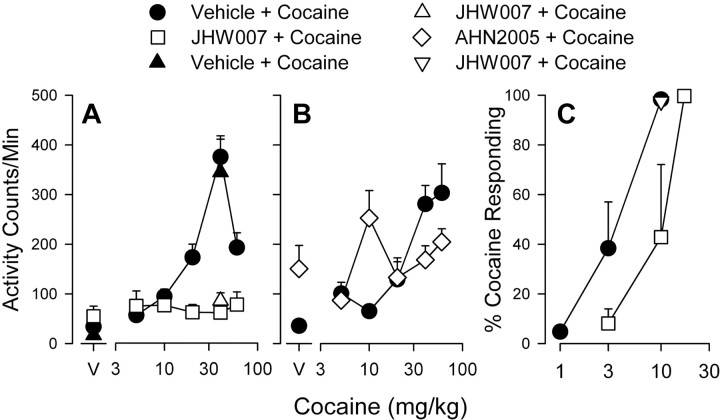 Vehicle + Cocaine JHW007 + Cocaine
JHW007 + Cocaine AHN2005 + Cocaine
Vehicle + Cocaine JHW007 + Cocaine
A B C
500 100
400 80
300 60
200 40
100 20
0 0
Activity Counts/Min
% Cocaine Responding
V 3 10 30 100 V 3 10 30 100 1 3 10 30
Cocaine (mg/kg)